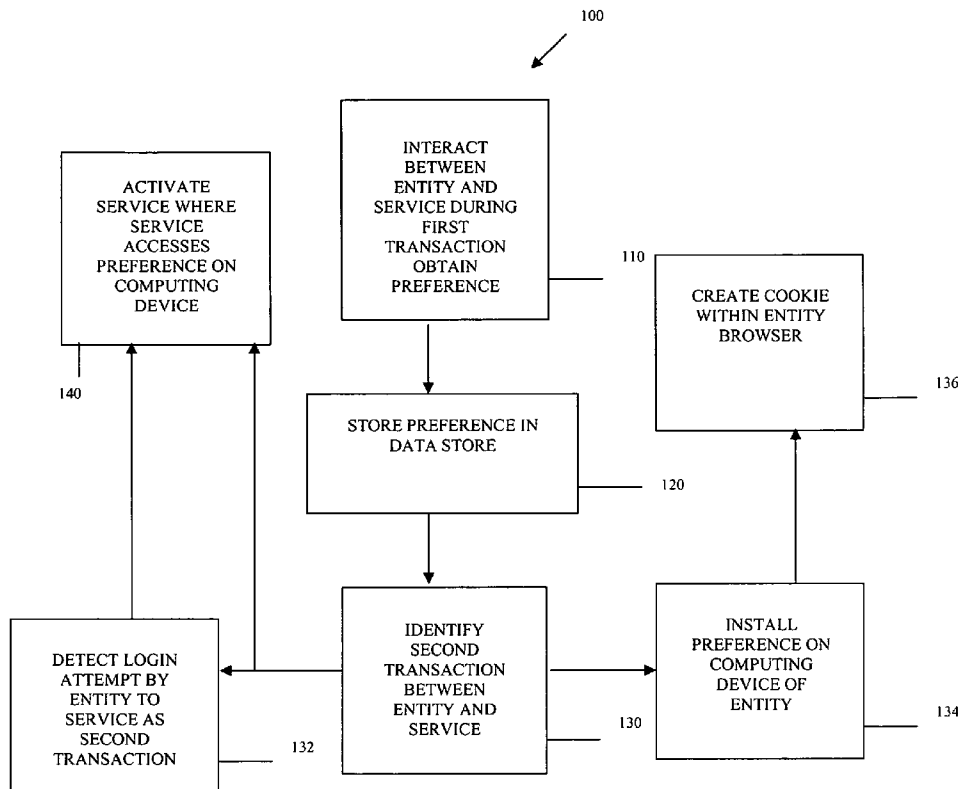 100
INTERACT
BETWEEN
ENTITY AND
SERVICE DURING
FIRST
TRANSACTION
OBTAIN
PREFERENCE
110
ACTIVATE
SERVICE WHERE
SERVICE
ACCESSES
PREFERENCE ON
COMPUTING
DEVICE
140
CREATE COOKIE
WITHIN ENTITY
BROWSER
136
STORE PREFERENCE IN
DATA STORE
120
DETECT LOGIN
ATTEMPT BY
ENTITY TO
SERVICE AS
SECOND
TRANSACTION
132
IDENTIFY
SECOND
TRANSACTION
BETWEEN
ENTITY AND
SERVICE
130
INSTALL
PREFERENCE ON
COMPUTING
DEVICE OF
ENTITY
134